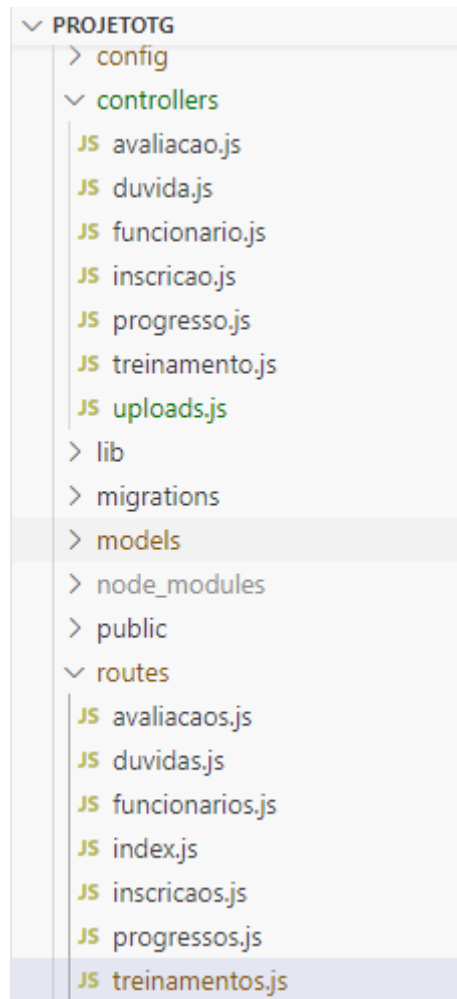 PROJETOTG
config
controllers
JS avaliacao.js
JS duvida.js
JS funcionario.js
JS inscricao.js
JS progresso.js
JS treinamento.js
JS uploads.js
lib
migrations
models
node_modules
public
routes
JS avaliacaos.js
JS duvidas.js
JS funcionarios.js
JS index.js
JS inscricaos.js
JS progressos.js
JS treinamentos.js